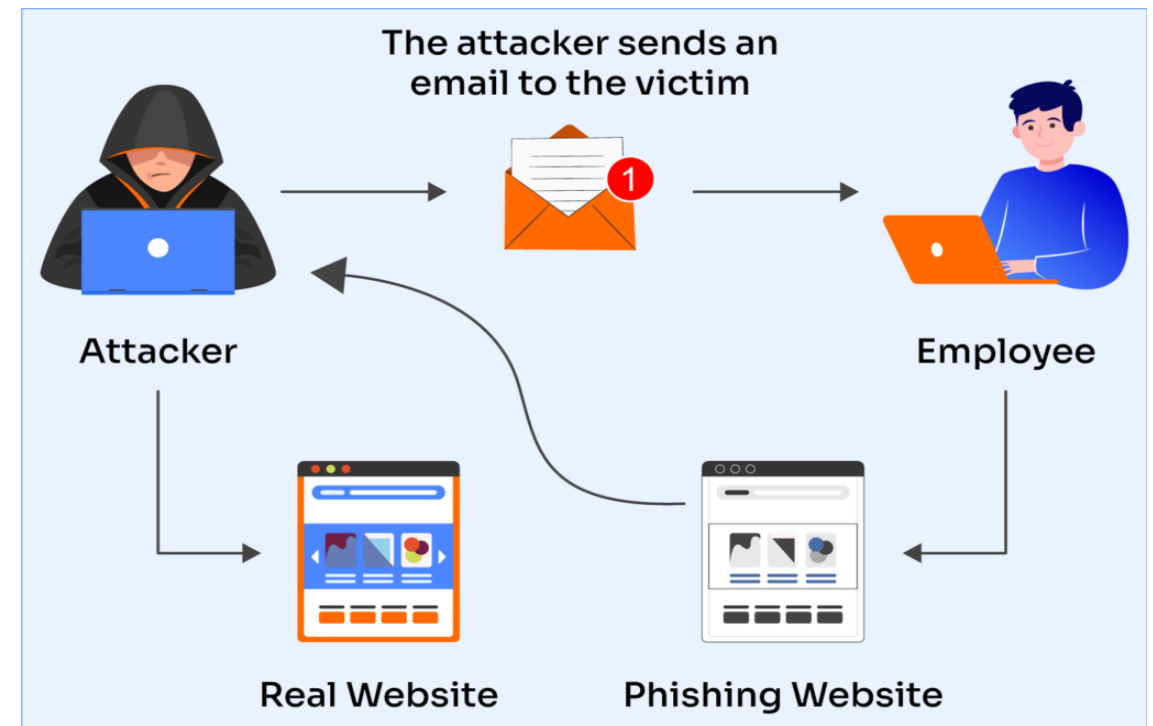 The attacker sends an
email to the victim
1
Attacker
Employee
Real Website
Phishing Website